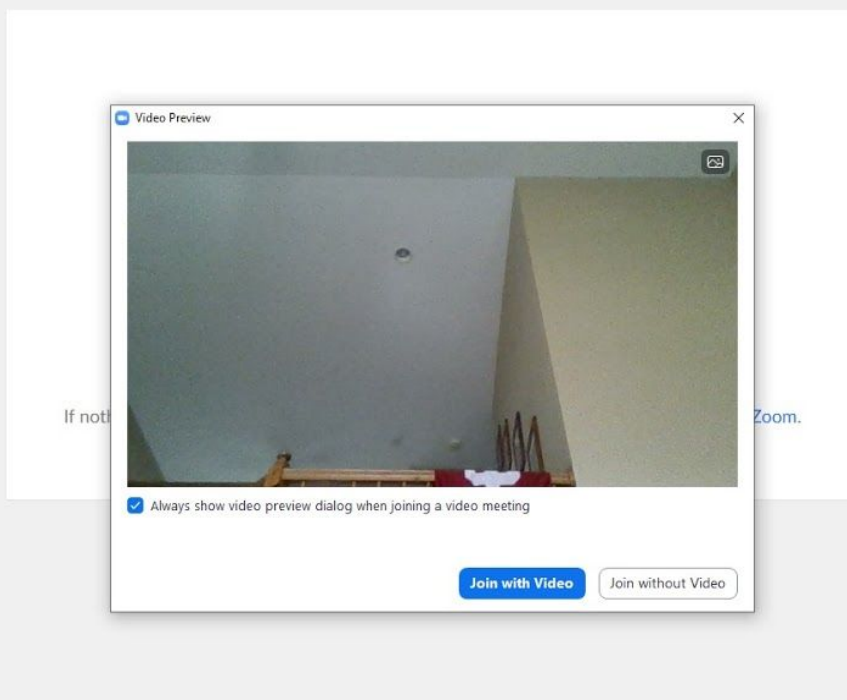 Video Preview
If noth
Zoom.
Always show video preview dialog when joining a video meeting
Join with Video
Join without Video